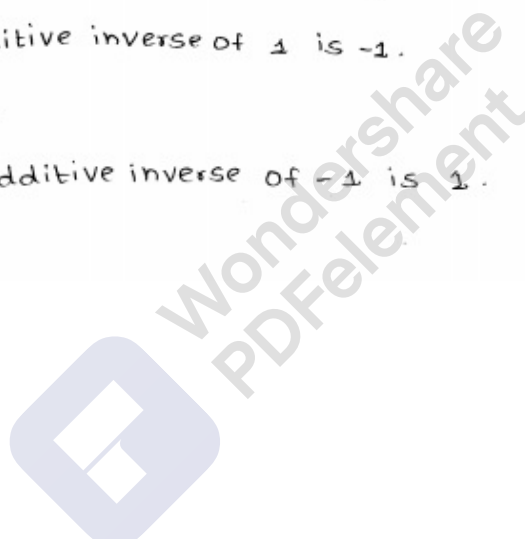 itive inverse of 1 is -1.
dditive inverse of -1 is 1.
Wondershare
PDFelement